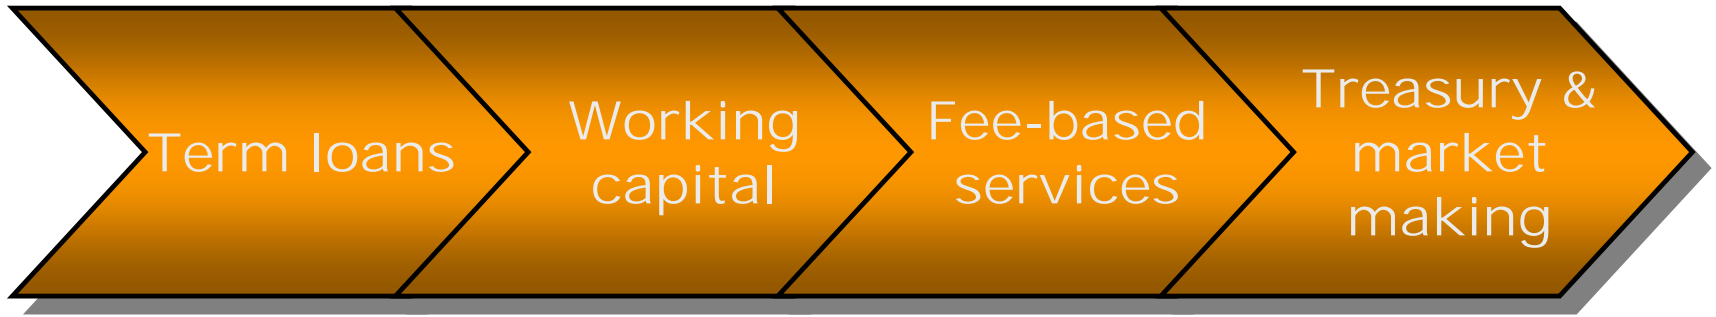 Term loans
Working
capital
Fee-based
services
Treasury &
market
making